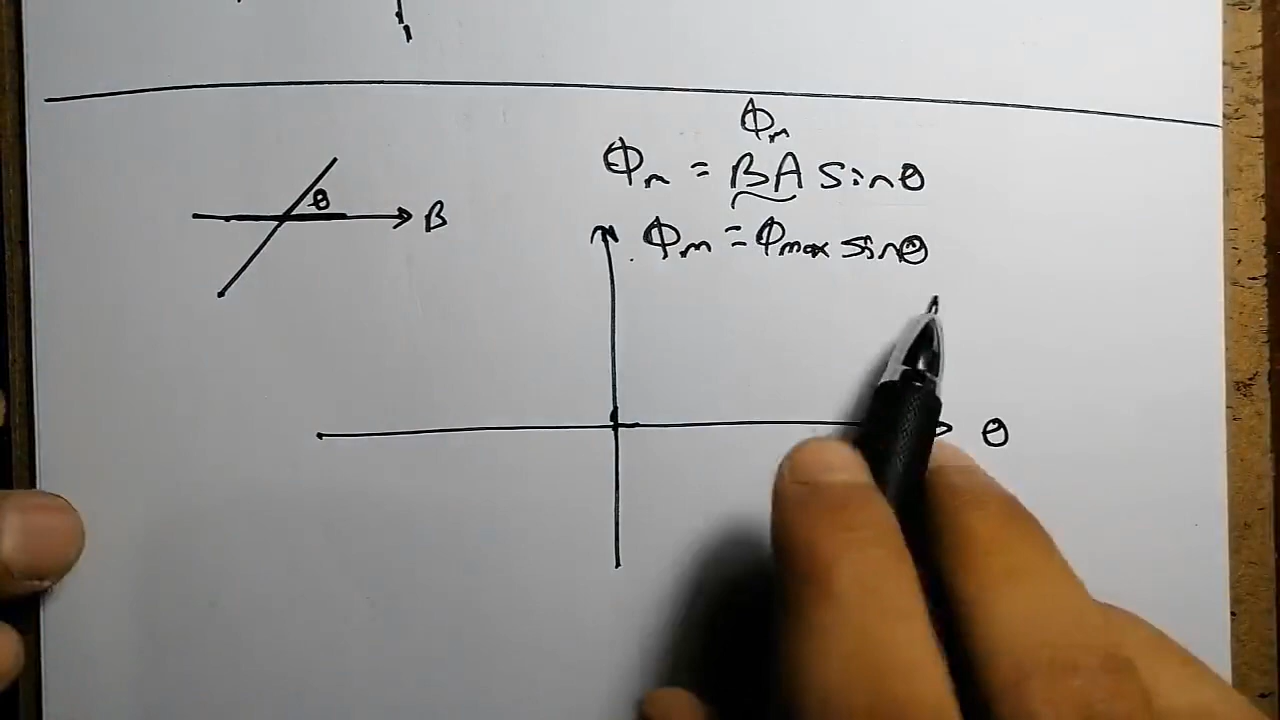 Φm
Φm = BA sinθ
θ
B
Φm = Φmax sinθ
θ